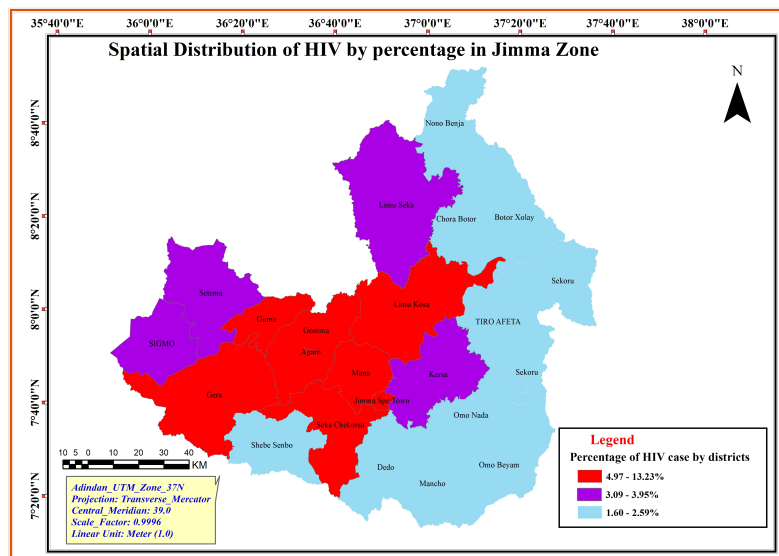 35°40'0"E 36°0'0"E 36°20'0"E 36°40'0"E 37°0'0"E 37°20'0"E 37°40'0"E 38°0'0"E
Spatial Distribution of HIV by percentage in Jimma Zone
N
8°40'0"N
8°20'0"N
8°0'0"N
7°40'0"N
7°20'0"N
Nono Benja
Limu Seka
Chora Botor
Botor Xolay
Setema
Sekoru
Guma
Limu Kosa
Gomma
TIRO AFETA
SIGMO
Agaro
Mana
Kersa
Sekoru
Gera
Jimma Spe Town
Omo Nada
Seka Chekorsa
Shebe Senbo
Dedo
Omo Beyam
Mancho
10 5 0 10 20 30 40
KM
Adindan_UTM_Zone_37N
Projection: Transverse_Mercator
Central_Meridian: 39.0
Scale_Factor: 0.9996
Linear Unit: Meter (1.0)
Legend
Percentage of HIV case by districts
4.97 - 13.23%
3.09 - 3.95%
1.60 - 2.59%